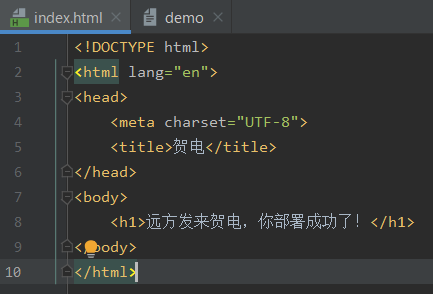 index.html
demo
1 <!DOCTYPE html>
2 <html lang="en">
3 <head>
4 <meta charset="UTF-8">
5 <title>贺电</title>
6 </head>
7 <body>
8 <h1>远方发来贺电，你部署成功了！</h1>
9 </body>
10 </html>